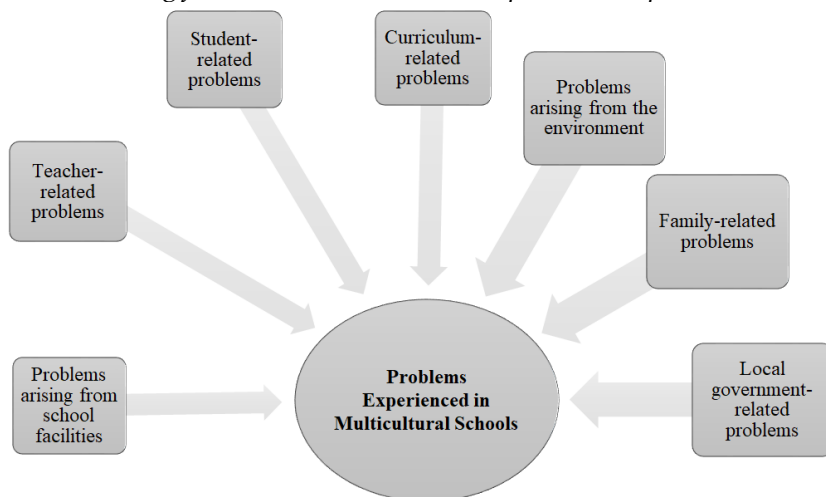 Student-
related
problems
Curriculum-
related
problems
Problems
arising from the
environment
Teacher-
related
problems
Family-related
problems
Problems
arising from
school
facilities
Problems
Experienced in
Multicultural Schools
Local
government-
related
problems